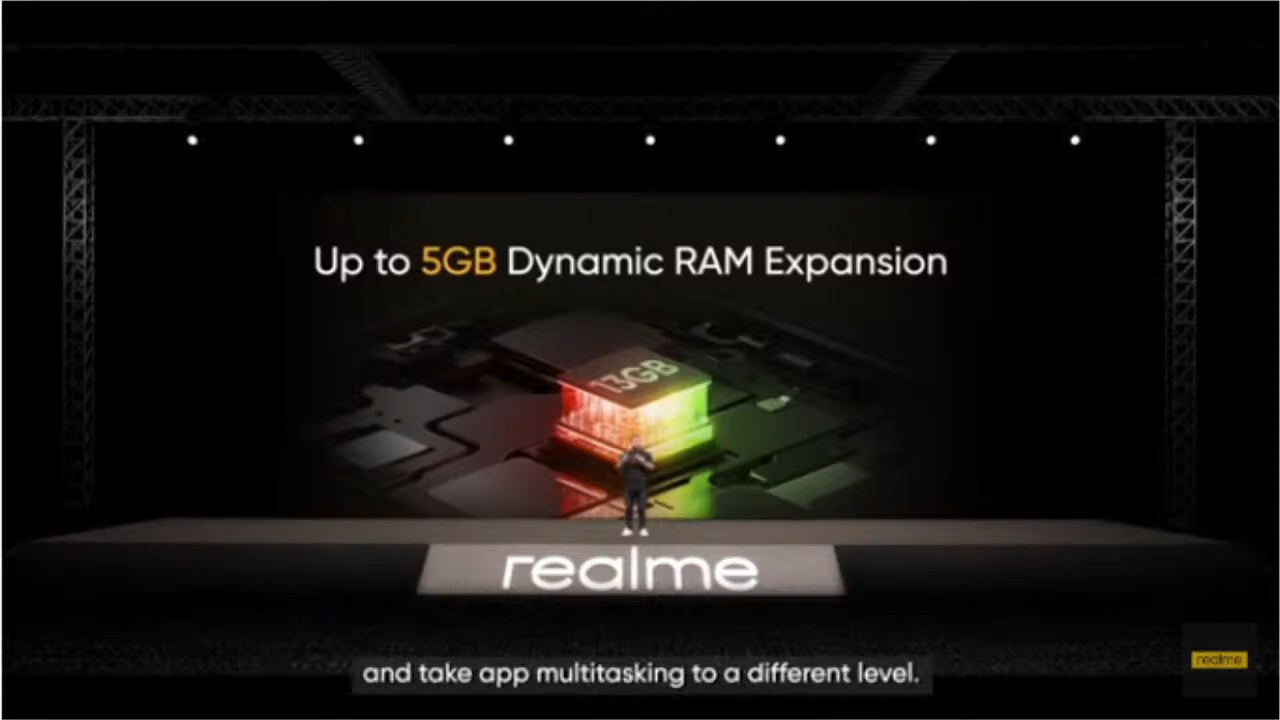 Up to 5GB Dynamic RAM Expansion
13GB
realme
and take app multitasking to a different level.
realme